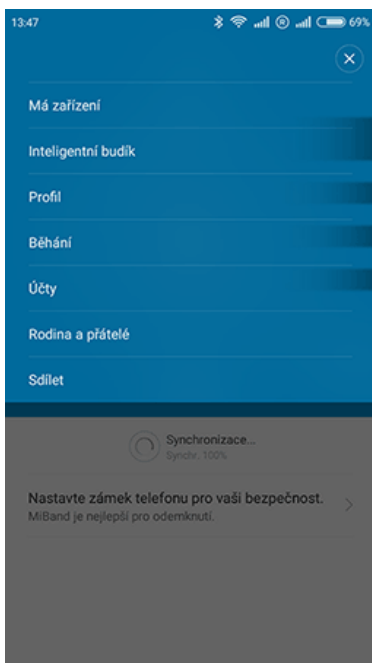 13:47
69%
Má zařízení
Inteligentní budík
Profil
Běhání
Účty
Rodina a přátelé
Sdílet
Synchronizace...
Synchr. 100%
Nastavte zámek telefonu pro vaši bezpečnost.
MiBand je nejlepší pro odemknutí.